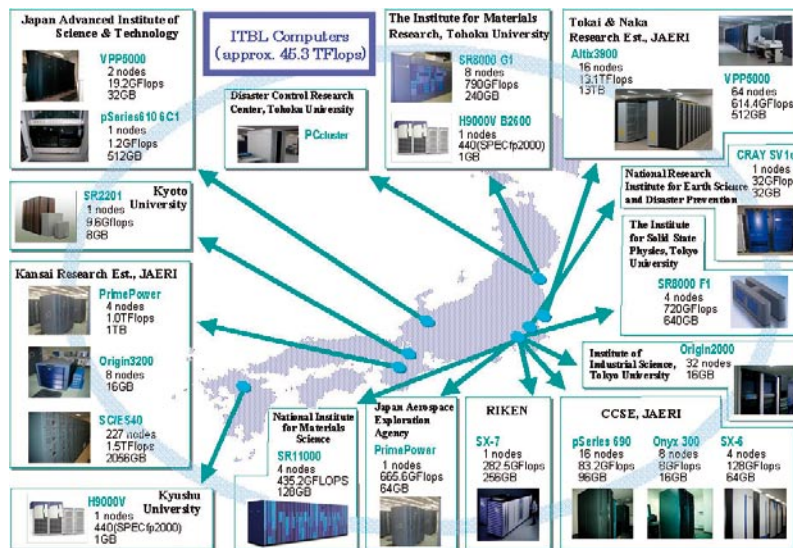 Japan Advanced Institute of
Science & Technology
VPP5000
2 nodes
19.2GFlops
32GB
pSeries610 6C1
1 nodes
1.2GFlops
512GB
ITBL Computers
(approx. 45.3 TFlops)
Disaster Control Research
Center, Tohoku University
PCcluster
The Institute for Materials
Research, Tohoku University
SR8000 G1
8 nodes
790GFlops
240GB
H9000V B2600
1 nodes
440(SPECfp2000)
1GB
Tokai & Naka
Research Est., JAERI
Altix3900
16 nodes
13.1TFlops
13TB
VPP5000
64 nodes
614.4GFlops
512GB
CRAY SV1e
1 nodes
32GFlops
32GB
National Research
Institute for Earth Science
and Disaster Prevention
SR2201
1 nodes
9.6Gflops
8GB
Kyoto
University
The Institute
for Solid State
Physics, Tokyo
University
SR8000 F1
4 nodes
720GFlops
640GB
Kansai Research Est., JAERI
PrimePower
4 nodes
1.0TFlops
1TB
Origin3200
8 nodes
16GB
SC/ES40
227 nodes
1.5TFlops
2056GB
Institute of
Industrial Science,
Tokyo University
Origin2000
32 nodes
16GB
H9000V
1 nodes
440(SPECfp2000)
1GB
Kyushu
University
National Institute
for Materials
Science
SR11000
4 nodes
435.2GFLOPS
128GB
Japan Aerospace
Exploration
Agency
PrimePower
1 nodes
665.6GFlops
64GB
RIKEN
SX-7
1 nodes
282.5GFlops
256GB
CCSE, JAERI
pSeries 690
16 nodes
83.2GFlops
96GB
Onyx 300
8 nodes
8GFlops
16GB
SX-6
4 nodes
128GFlops
64GB